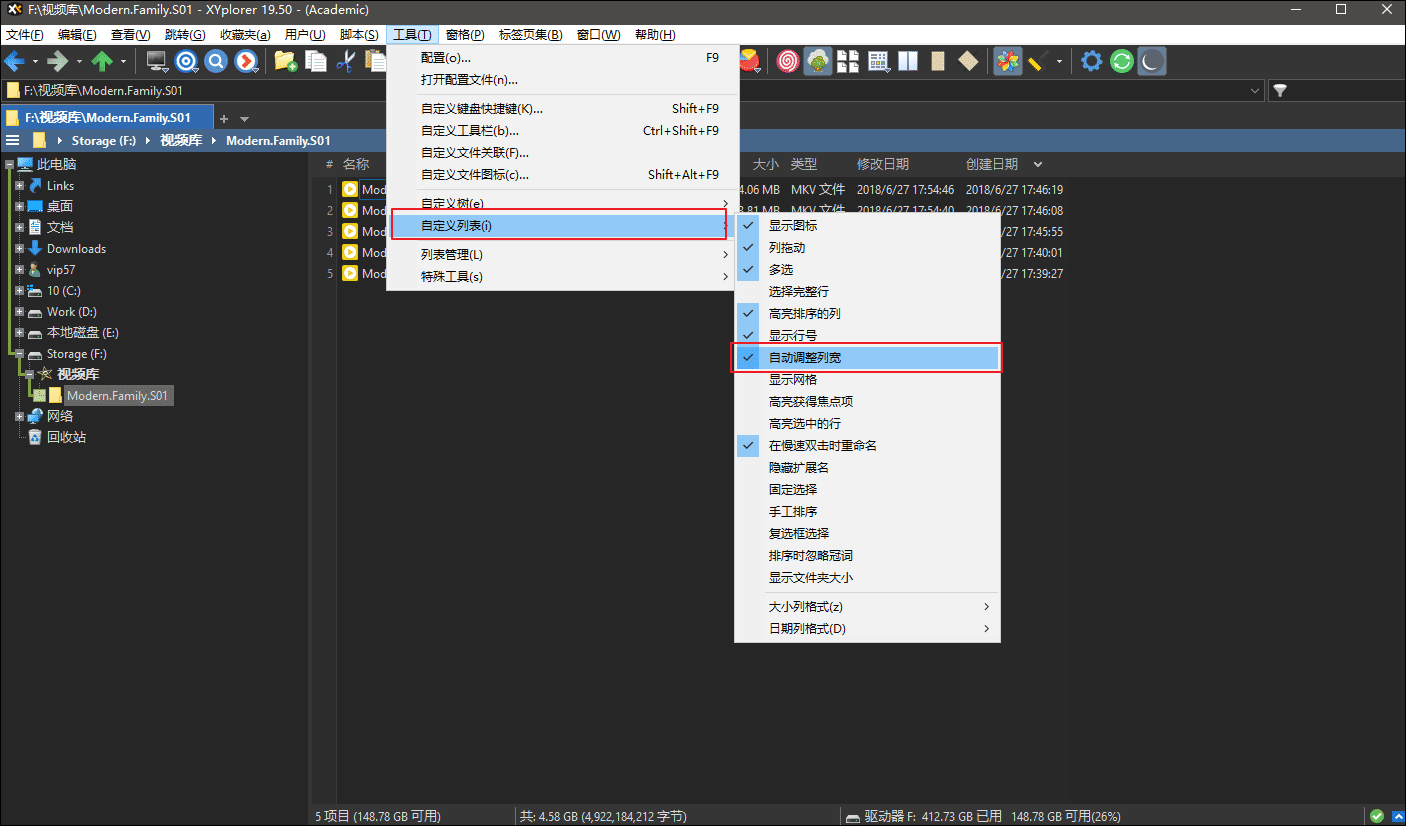 F:\视频库\Modern.Family.S01 - XYplorer 19.50 - (Academic)
文件(F) 编辑(E) 查看(V) 跳转(G) 收藏夹(a) 用户(U) 脚本(S) 工具(T) 窗格(P) 标签页集(B) 窗口(W) 帮助(H)
F:\视频库\Modern.Family.S01
F:\视频库\Modern.Family.S01
Storage (F:) 视频库 Modern.Family.S01
此电脑
Links
桌面
文档
Downloads
vip57
10 (C:)
Work (D:)
本地磁盘 (E:)
Storage (F:)
视频库
Modern.Family.S01
网络
回收站
配置(o)... F9
打开配置文件(n)...
自定义键盘快捷键(K)... Shift+F9
自定义工具栏(b)... Ctrl+Shift+F9
自定义文件关联(F)...
自定义文件图标(c)... Shift+Alt+F9
自定义树(e)
自定义列表(i)
列表管理(L)
特殊工具(s)
# 名称 大小 类型 修改日期 创建日期
1 Mod 4.06 MB MKV 文件 2018/6/27 17:54:46 2018/6/27 17:46:19
2 Mod 8.81 MB MKV 文件 2018/6/27 17:54:40 2018/6/27 17:46:08
3 Mod /27 17:45:55
4 Mod /27 17:40:01
5 Mod /27 17:39:27
显示图标
列拖动
多选
选择完整行
高亮排序的列
显示行号
自动调整列宽
显示网格
高亮获得焦点项
高亮选中的行
在慢速双击时重命名
隐藏扩展名
固定选择
手工排序
复选框选择
排序时忽略冠词
显示文件夹大小
大小列格式(z)
日期列格式(D)
5 项目 (148.78 GB 可用) 共: 4.58 GB (4,922,184,212 字节) 驱动器 F: 412.73 GB 已用 148.78 GB 可用(26%)